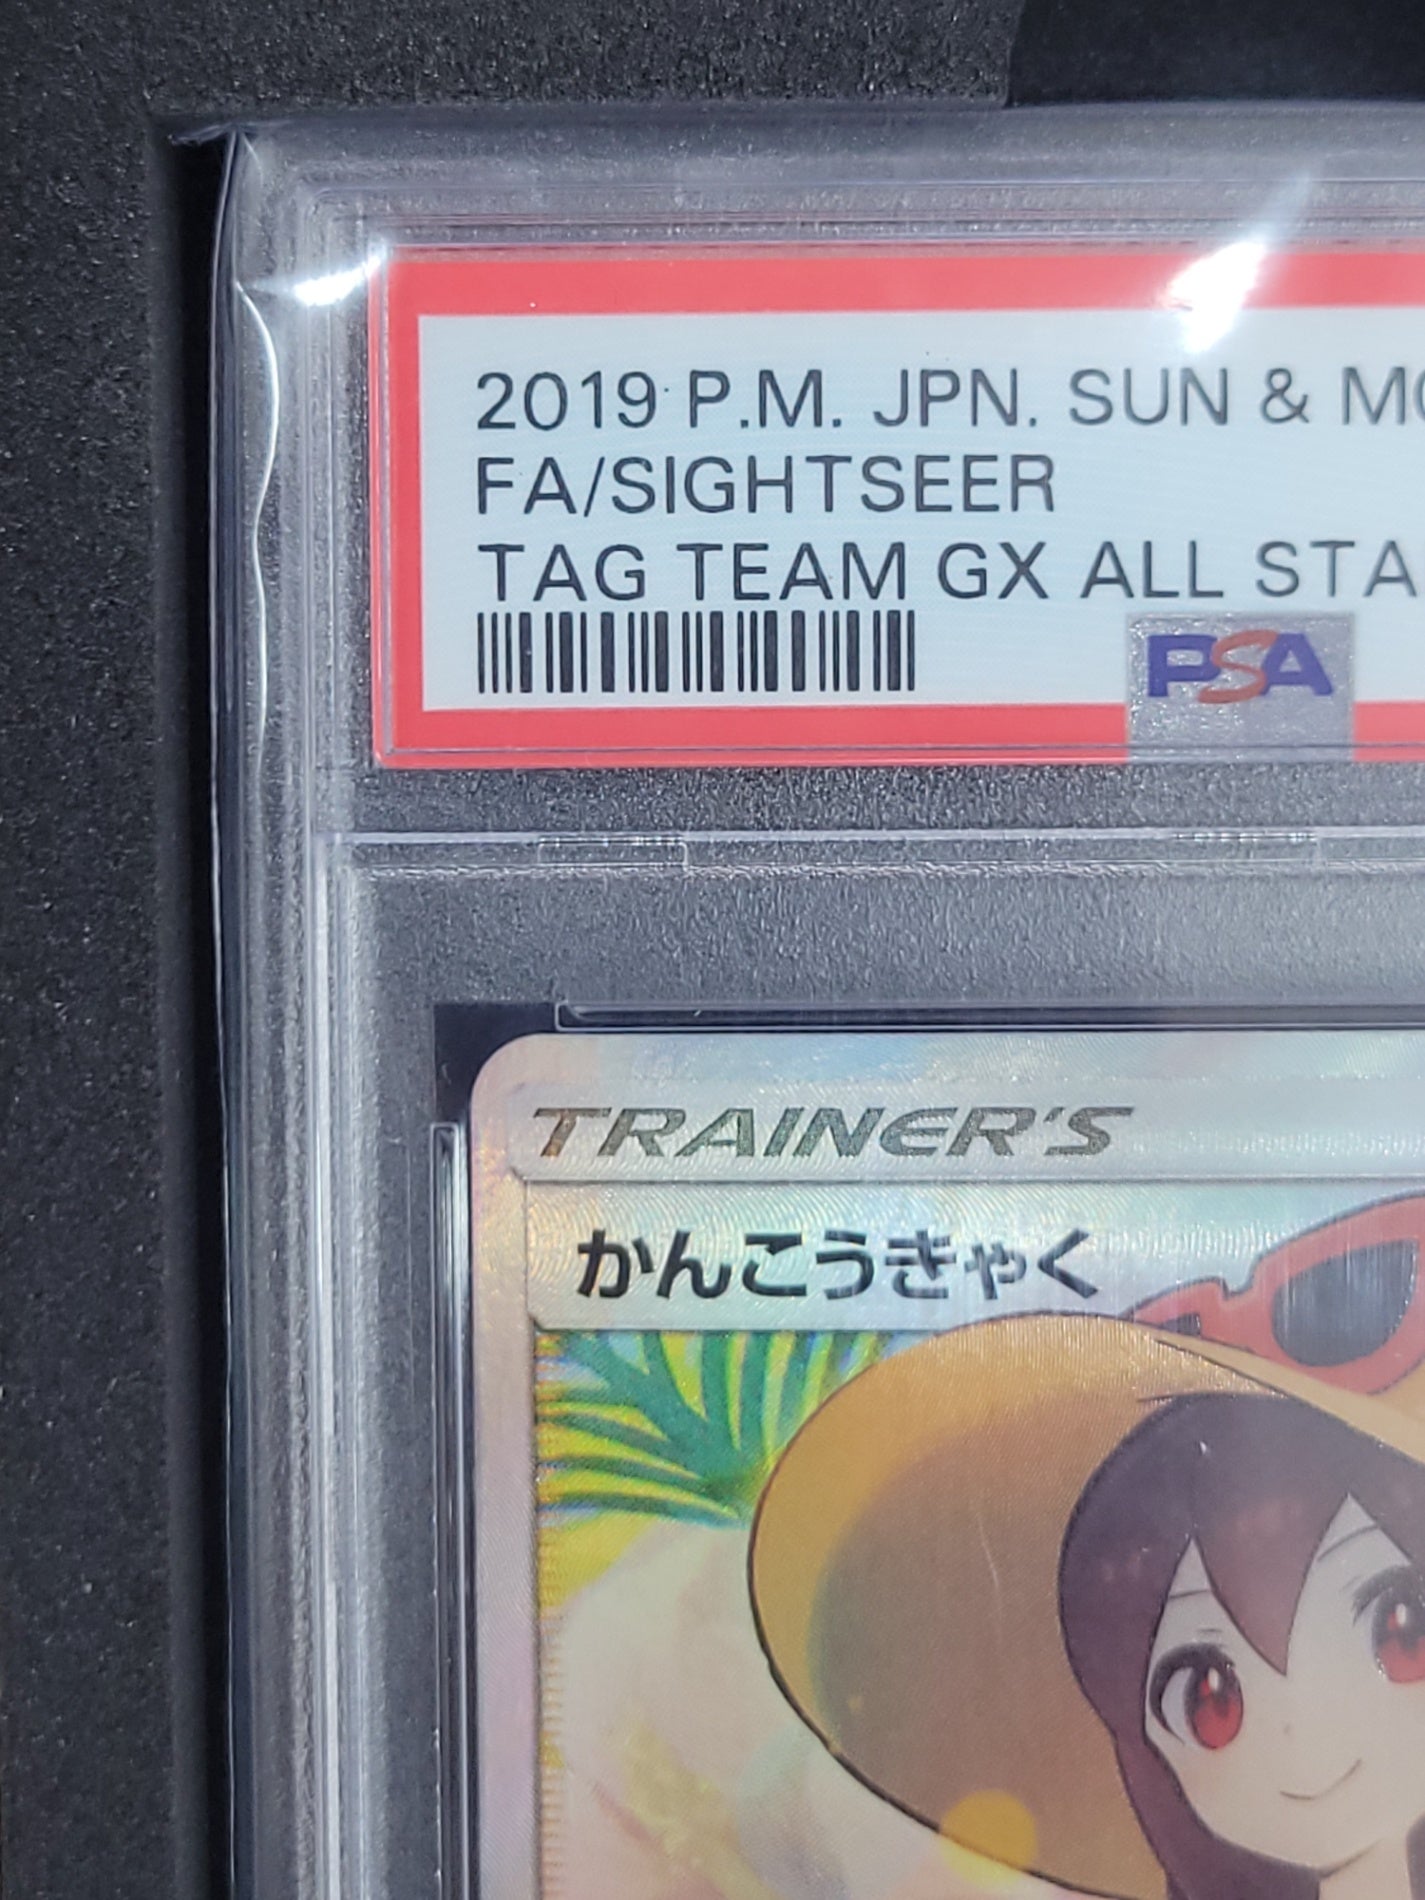 2019 P.M. JPN. SUN & MO
FA/SIGHTSEER
TAG TEAM GX ALL STA
PSA
TRAINER'S
かんこうきゃく